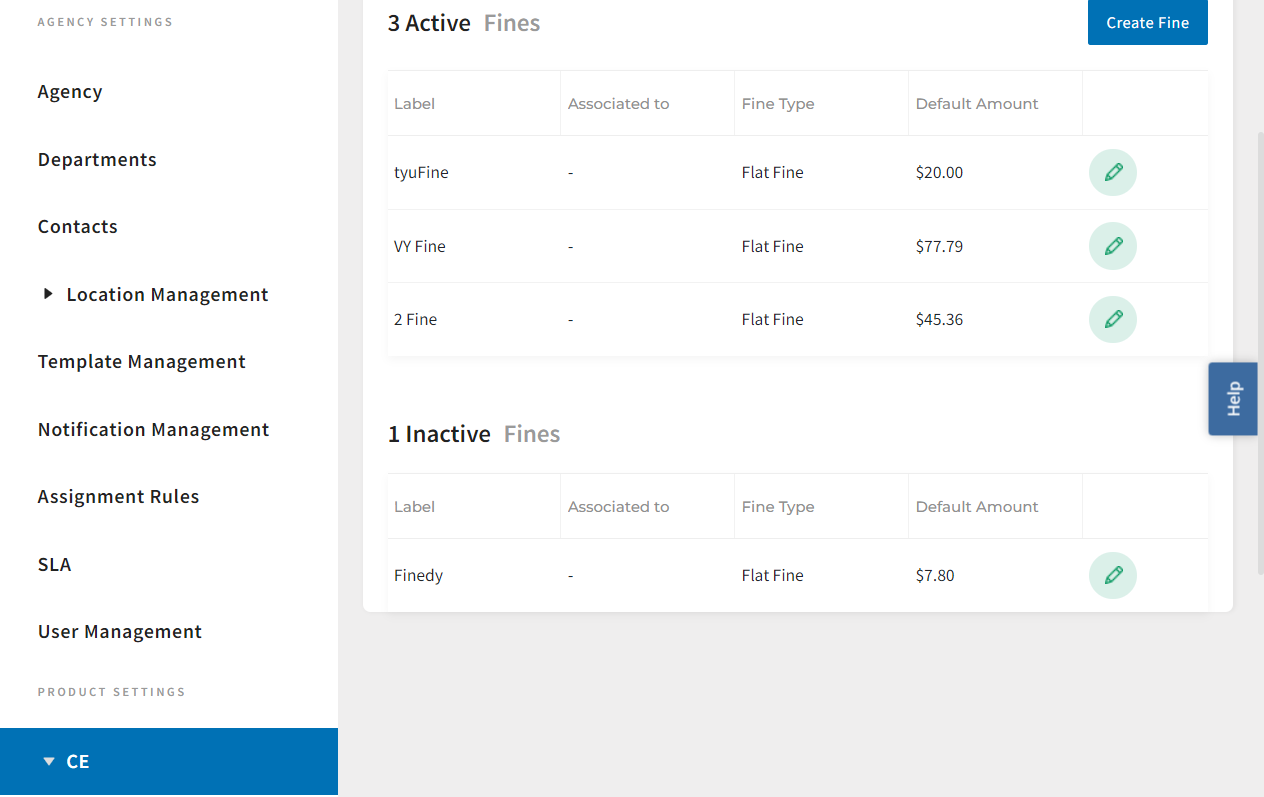 AGENCY SETTINGS
Agency
Departments
Contacts
Location Management
Template Management
Notification Management
Assignment Rules
SLA
User Management
PRODUCT SETTINGS
CE
3 Active Fines
Create Fine
Label Associated to Fine Type Default Amount
tyuFine - Flat Fine $20.00
VY Fine - Flat Fine $77.79
2 Fine - Flat Fine $45.36
1 Inactive Fines
Label Associated to Fine Type Default Amount
Finedy - Flat Fine $7.80
Help